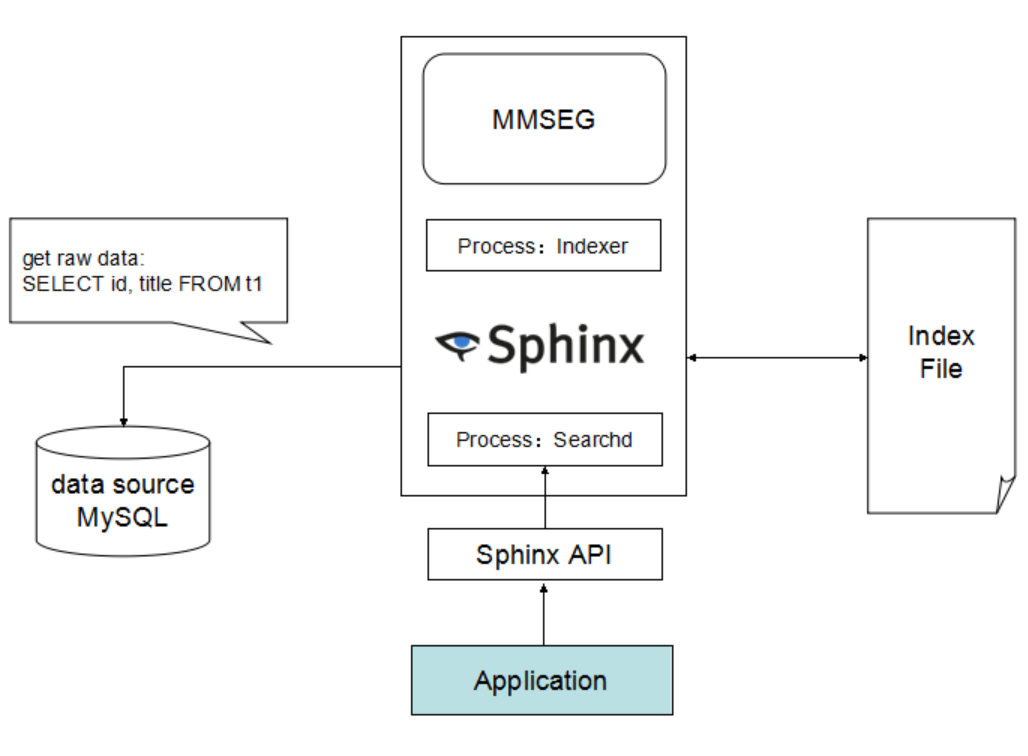 MMSEG
Process：Indexer
get raw data:
SELECT id, title FROM t1
Sphinx
Index
File
Process：Searchd
data source
MySQL
Sphinx API
Application